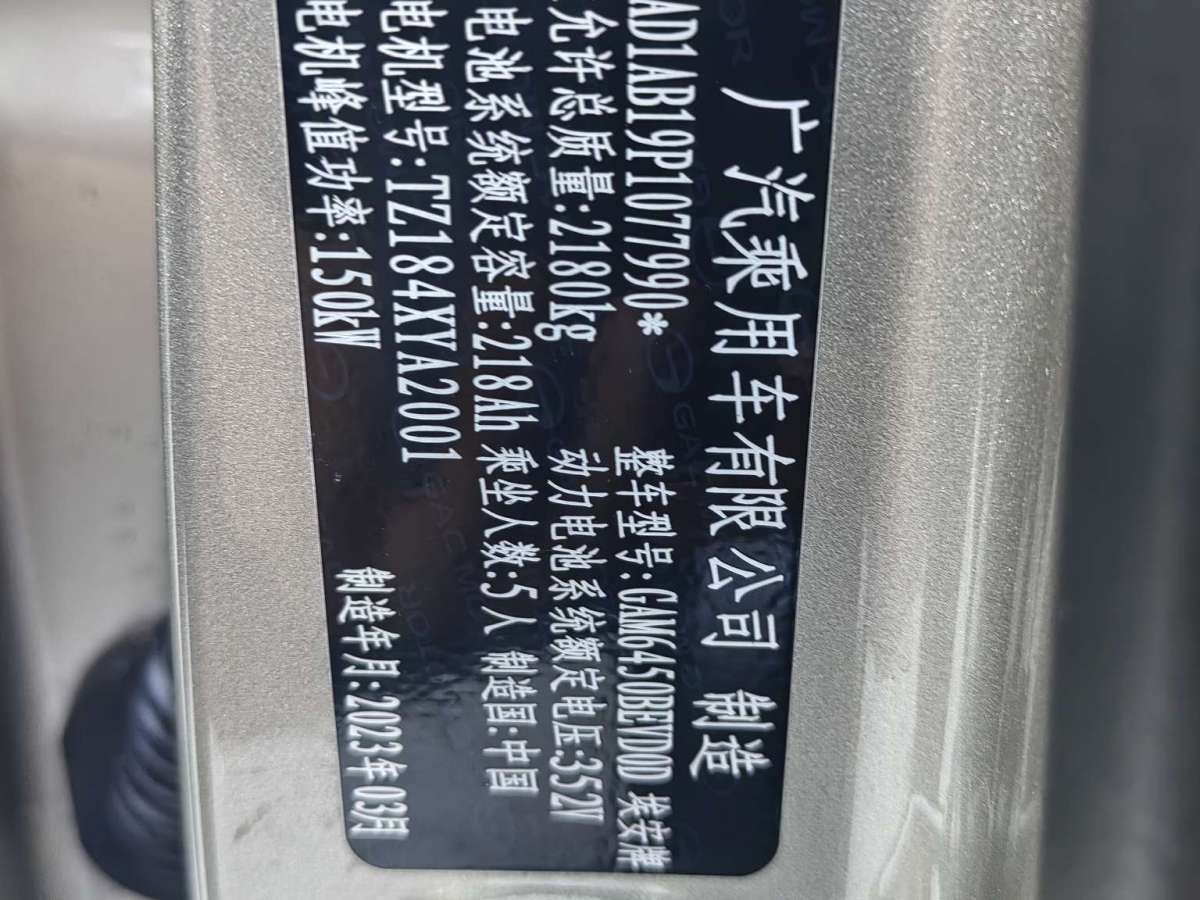 广汽乘用车有限公司 制造
AD1AB19P107990* 整车型号:GAM6450BEVD0D 埃安牌
允许总质量:2180kg 动力电池系统额定电压:352V
电池系统额定容量:218Ah 乘坐人数:5人 制造国:中国
电机型号:TZ184XYA2001
电机峰值功率:150kW 制造年月:2023年03月